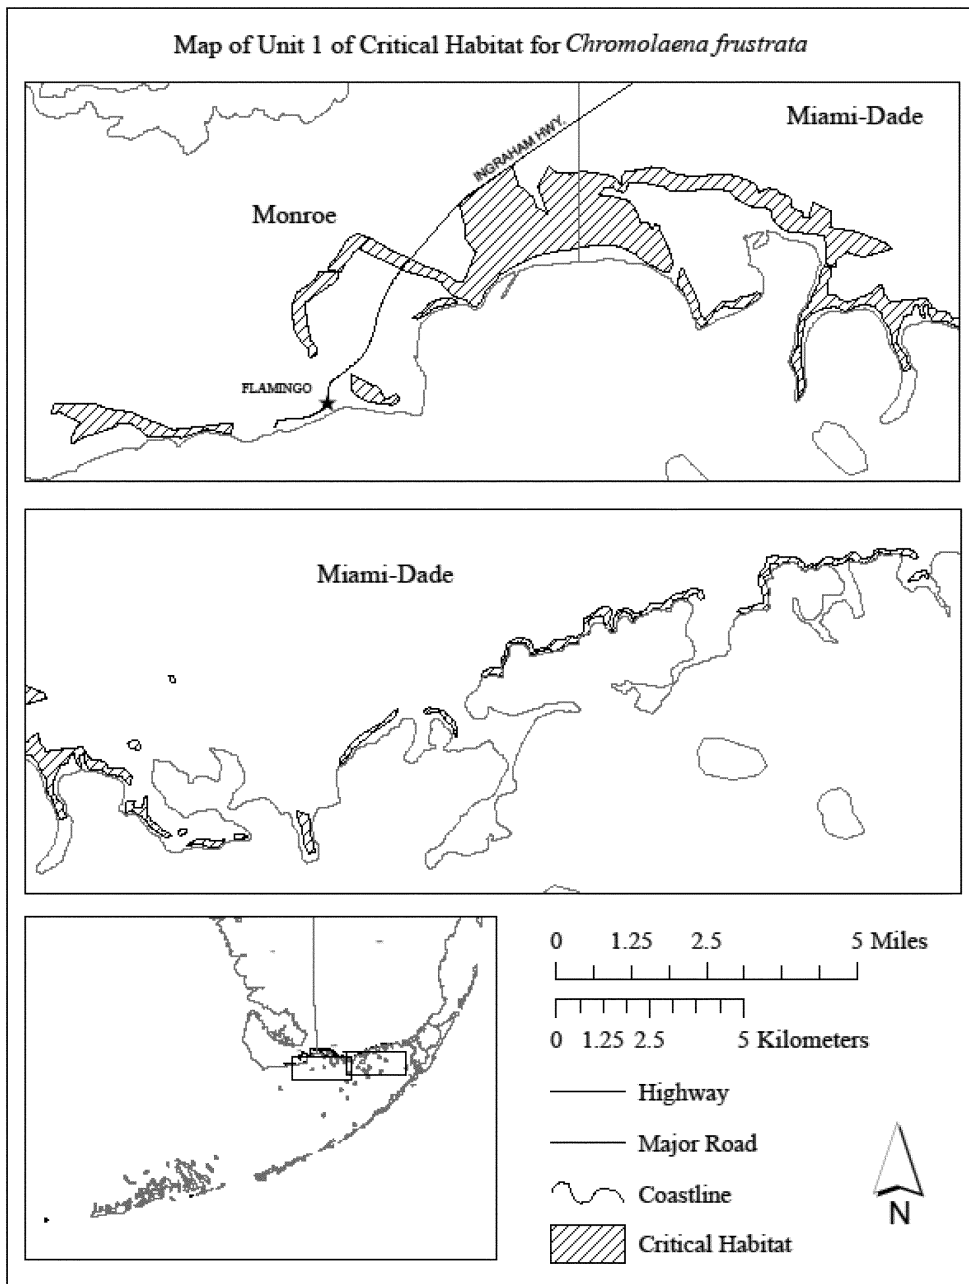 Map of Unit 1 of Critical Habitat for Chromolaena frustrata
Miami-Dade
INGRAHAM HWY.
Monroe
FLAMINGO
Miami-Dade
0 1.25 2.5 5 Miles
0 1.25 2.5 5 Kilometers
Highway
Major Road
Coastline
Critical Habitat
N